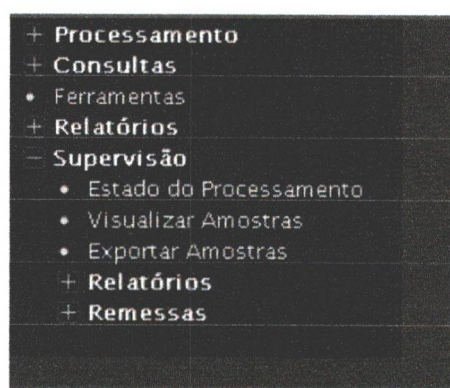 + Processamento
+ Consultas
• Ferramentas
+ Relatórios
− Supervisão
• Estado do Processamento
• Visualizar Amostras
• Exportar Amostras
+ Relatórios
+ Remessas